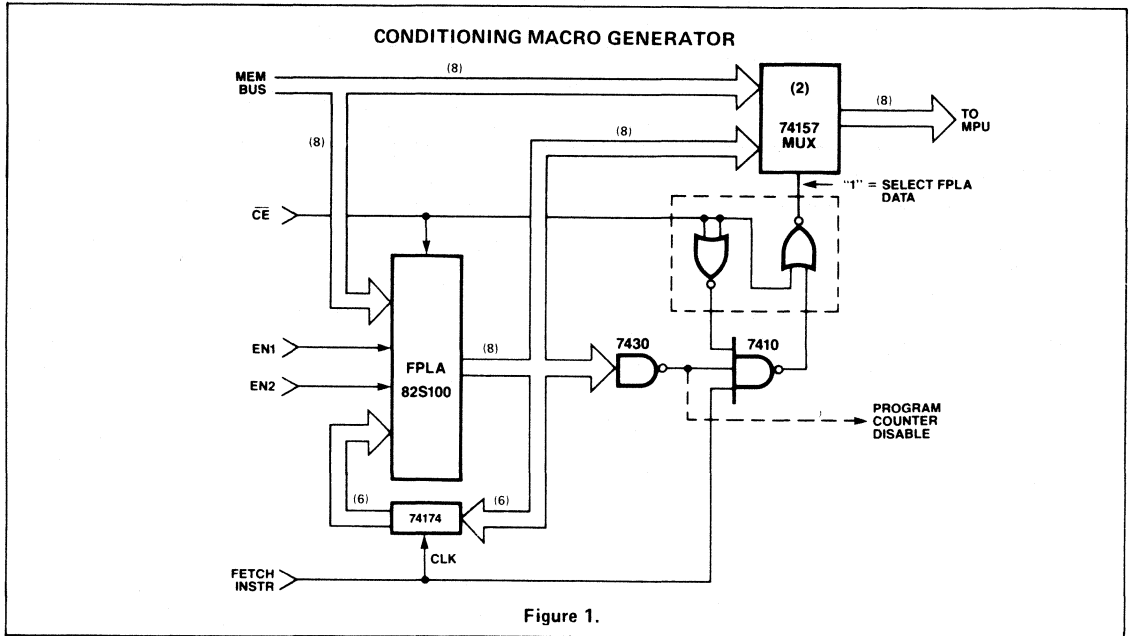 CONDITIONING MACRO GENERATOR
MEM
BUS
(8)
(8)
(8)
(2)
74157
MUX
(8)
TO
MPU
"1" = SELECT FPLA
DATA
CE
EN1
EN2
FPLA
82S100
(8)
7430
7410
PROGRAM
COUNTER
DISABLE
(6)
74174
(6)
CLK
FETCH
INSTR
Figure 1.